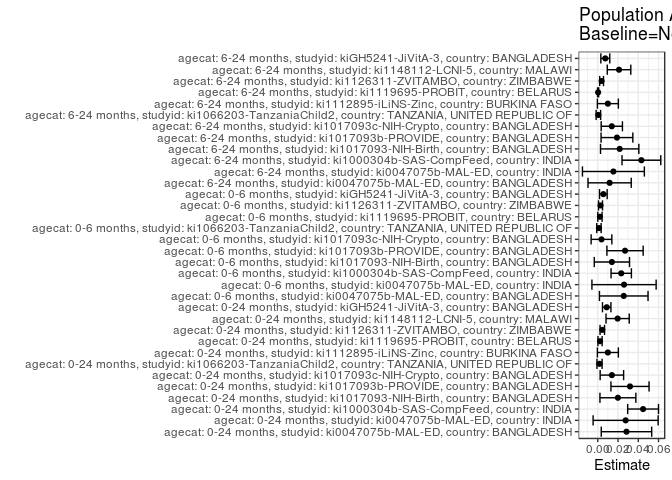 Population A
Baseline=N
agecat: 6-24 months, studyid: kiGH5241-JiVitA-3, country: BANGLADESH
agecat: 6-24 months, studyid: ki1148112-LCNI-5, country: MALAWI
agecat: 6-24 months, studyid: ki1126311-ZVITAMBO, country: ZIMBABWE
agecat: 6-24 months, studyid: ki1119695-PROBIT, country: BELARUS
agecat: 6-24 months, studyid: ki1112895-iLiNS-Zinc, country: BURKINA FASO
agecat: 6-24 months, studyid: ki1066203-TanzaniaChild2, country: TANZANIA, UNITED REPUBLIC OF
agecat: 6-24 months, studyid: ki1017093c-NIH-Crypto, country: BANGLADESH
agecat: 6-24 months, studyid: ki1017093b-PROVIDE, country: BANGLADESH
agecat: 6-24 months, studyid: ki1017093-NIH-Birth, country: BANGLADESH
agecat: 6-24 months, studyid: ki1000304b-SAS-CompFeed, country: INDIA
agecat: 6-24 months, studyid: ki0047075b-MAL-ED, country: INDIA
agecat: 6-24 months, studyid: ki0047075b-MAL-ED, country: BANGLADESH
agecat: 0-6 months, studyid: kiGH5241-JiVitA-3, country: BANGLADESH
agecat: 0-6 months, studyid: ki1126311-ZVITAMBO, country: ZIMBABWE
agecat: 0-6 months, studyid: ki1119695-PROBIT, country: BELARUS
agecat: 0-6 months, studyid: ki1066203-TanzaniaChild2, country: TANZANIA, UNITED REPUBLIC OF
agecat: 0-6 months, studyid: ki1017093c-NIH-Crypto, country: BANGLADESH
agecat: 0-6 months, studyid: ki1017093b-PROVIDE, country: BANGLADESH
agecat: 0-6 months, studyid: ki1017093-NIH-Birth, country: BANGLADESH
agecat: 0-6 months, studyid: ki1000304b-SAS-CompFeed, country: INDIA
agecat: 0-6 months, studyid: ki0047075b-MAL-ED, country: INDIA
agecat: 0-6 months, studyid: ki0047075b-MAL-ED, country: BANGLADESH
agecat: 0-24 months, studyid: kiGH5241-JiVitA-3, country: BANGLADESH
agecat: 0-24 months, studyid: ki1148112-LCNI-5, country: MALAWI
agecat: 0-24 months, studyid: ki1126311-ZVITAMBO, country: ZIMBABWE
agecat: 0-24 months, studyid: ki1119695-PROBIT, country: BELARUS
agecat: 0-24 months, studyid: ki1112895-iLiNS-Zinc, country: BURKINA FASO
agecat: 0-24 months, studyid: ki1066203-TanzaniaChild2, country: TANZANIA, UNITED REPUBLIC OF
agecat: 0-24 months, studyid: ki1017093c-NIH-Crypto, country: BANGLADESH
agecat: 0-24 months, studyid: ki1017093b-PROVIDE, country: BANGLADESH
agecat: 0-24 months, studyid: ki1017093-NIH-Birth, country: BANGLADESH
agecat: 0-24 months, studyid: ki1000304b-SAS-CompFeed, country: INDIA
agecat: 0-24 months, studyid: ki0047075b-MAL-ED, country: INDIA
agecat: 0-24 months, studyid: ki0047075b-MAL-ED, country: BANGLADESH
0.00 0.02 0.04 0.06
Estimate